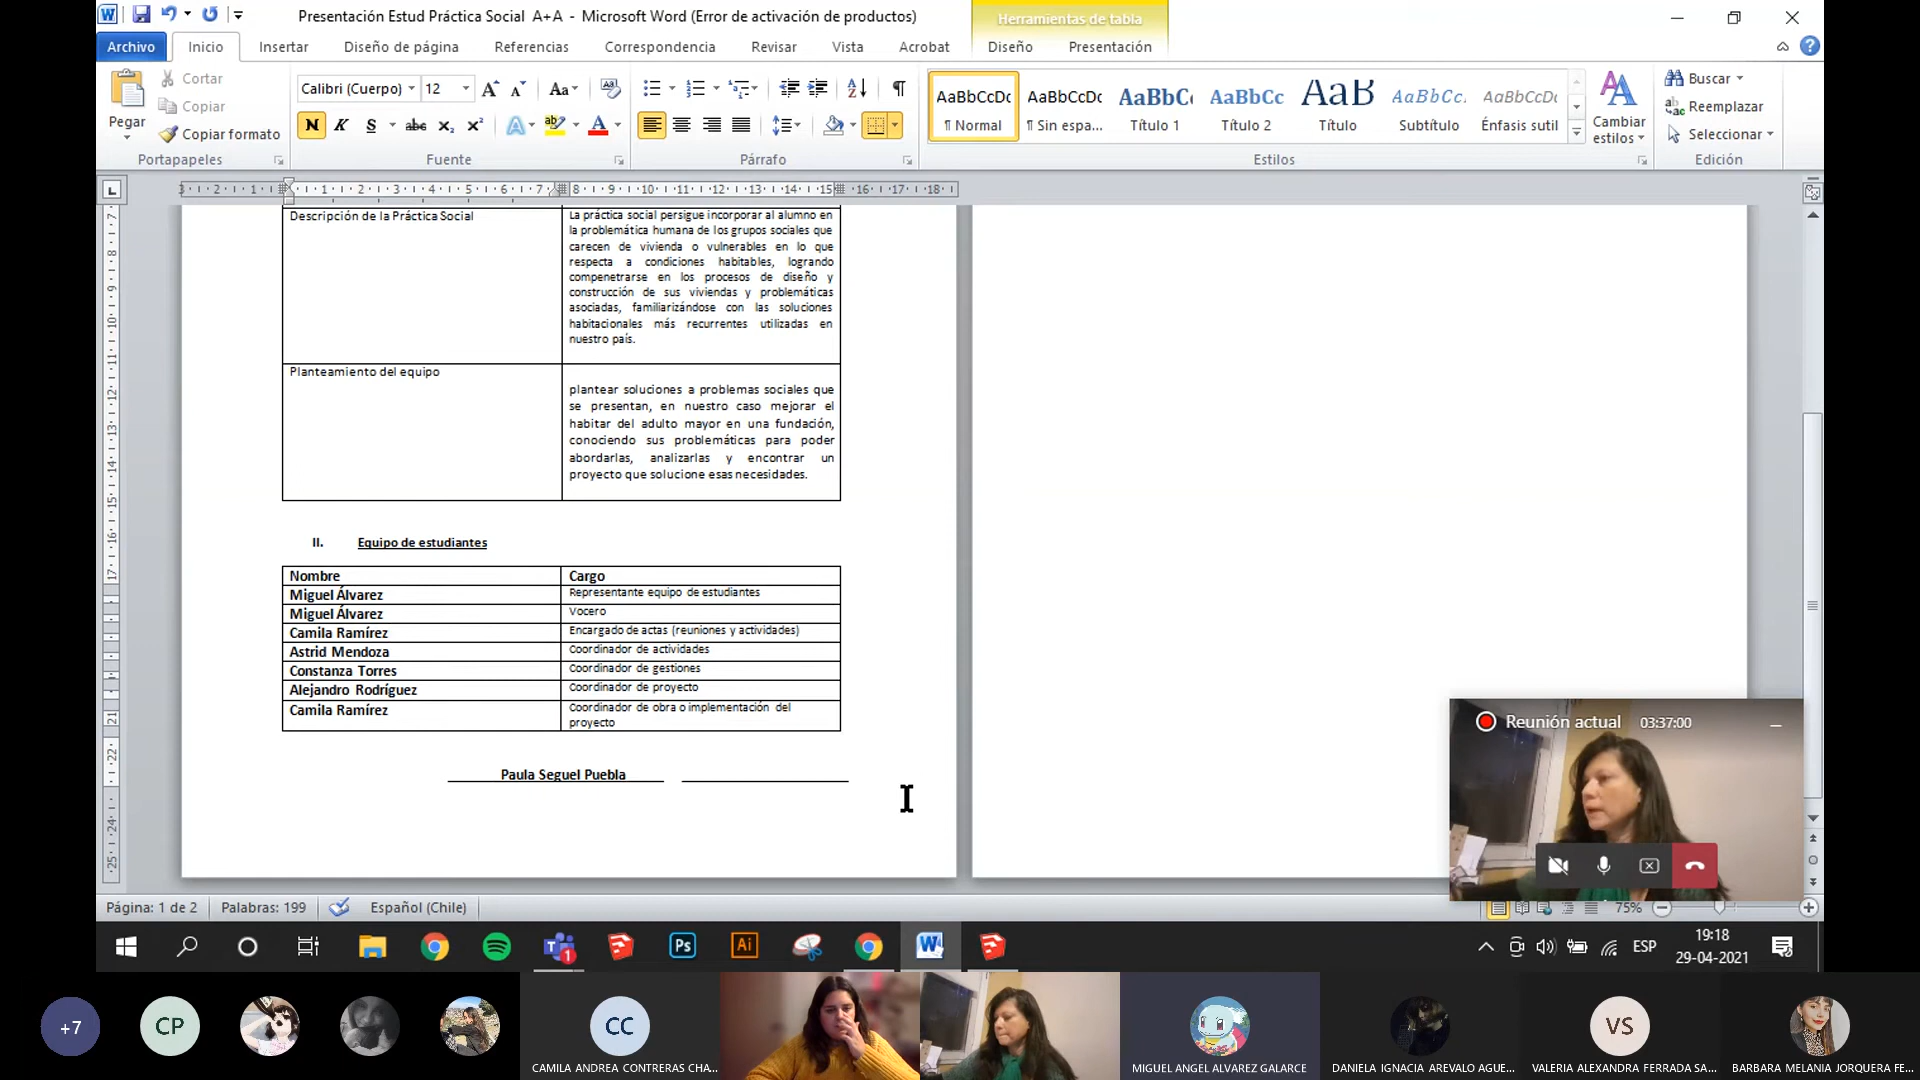 Presentación Estud Práctica Social A+A - Microsoft Word (Error de activación de productos)
Herramientas de tabla
Archivo Inicio Insertar Diseño de página Referencias Correspondencia Revisar Vista Acrobat Diseño Presentación
Pegar
Cortar
Copiar
Copiar formato
Portapapeles
Calibri (Cuerpo) 12
N K S abc x₂ x²
Fuente
Párrafo
AaBbCcDc AaBbCcDc AaBbCc AaBbCc AaB AaBbCc. AaBbCcDc
¶ Normal ¶ Sin espa... Título 1 Título 2 Título Subtítulo Énfasis sutil
Estilos
Cambiar estilos
Buscar
Reemplazar
Seleccionar
Edición
Descripción de la Práctica Social
La práctica social persigue incorporar al alumno en
la problemática humana de los grupos sociales que
carecen de vivienda o vulnerables en lo que
respecta a condiciones habitables, logrando
compenetrarse en los procesos de diseño y
construcción de sus viviendas y problemáticas
asociadas, familiarizándose con las soluciones
habitacionales más recurrentes utilizadas en
nuestro país.
Planteamiento del equipo
plantear soluciones a problemas sociales que
se presentan, en nuestro caso mejorar el
habitar del adulto mayor en una fundación,
conociendo sus problemáticas para poder
abordarlas, analizarlas y encontrar un
proyecto que solucione esas necesidades.
II. Equipo de estudiantes
Nombre Cargo
Miguel Álvarez Representante equipo de estudiantes
Miguel Álvarez Vocero
Camila Ramírez Encargado de actas (reuniones y actividades)
Astrid Mendoza Coordinador de actividades
Constanza Torres Coordinador de gestiones
Alejandro Rodríguez Coordinador de proyecto
Camila Ramírez Coordinador de obra o implementación del
proyecto
Paula Seguel Puebla
Reunión actual 03:37:00
Página: 1 de 2 Palabras: 199 Español (Chile) 75%
Ps Ai ESP
19:18
29-04-2021
+7 CP CC VS
CAMILA ANDREA CONTRERAS CHA... MIGUEL ANGEL ALVAREZ GALARCE DANIELA IGNACIA AREVALO AGUE... VALERIA ALEXANDRA FERRADA SA... BARBARA MELANIA JORQUERA FE...